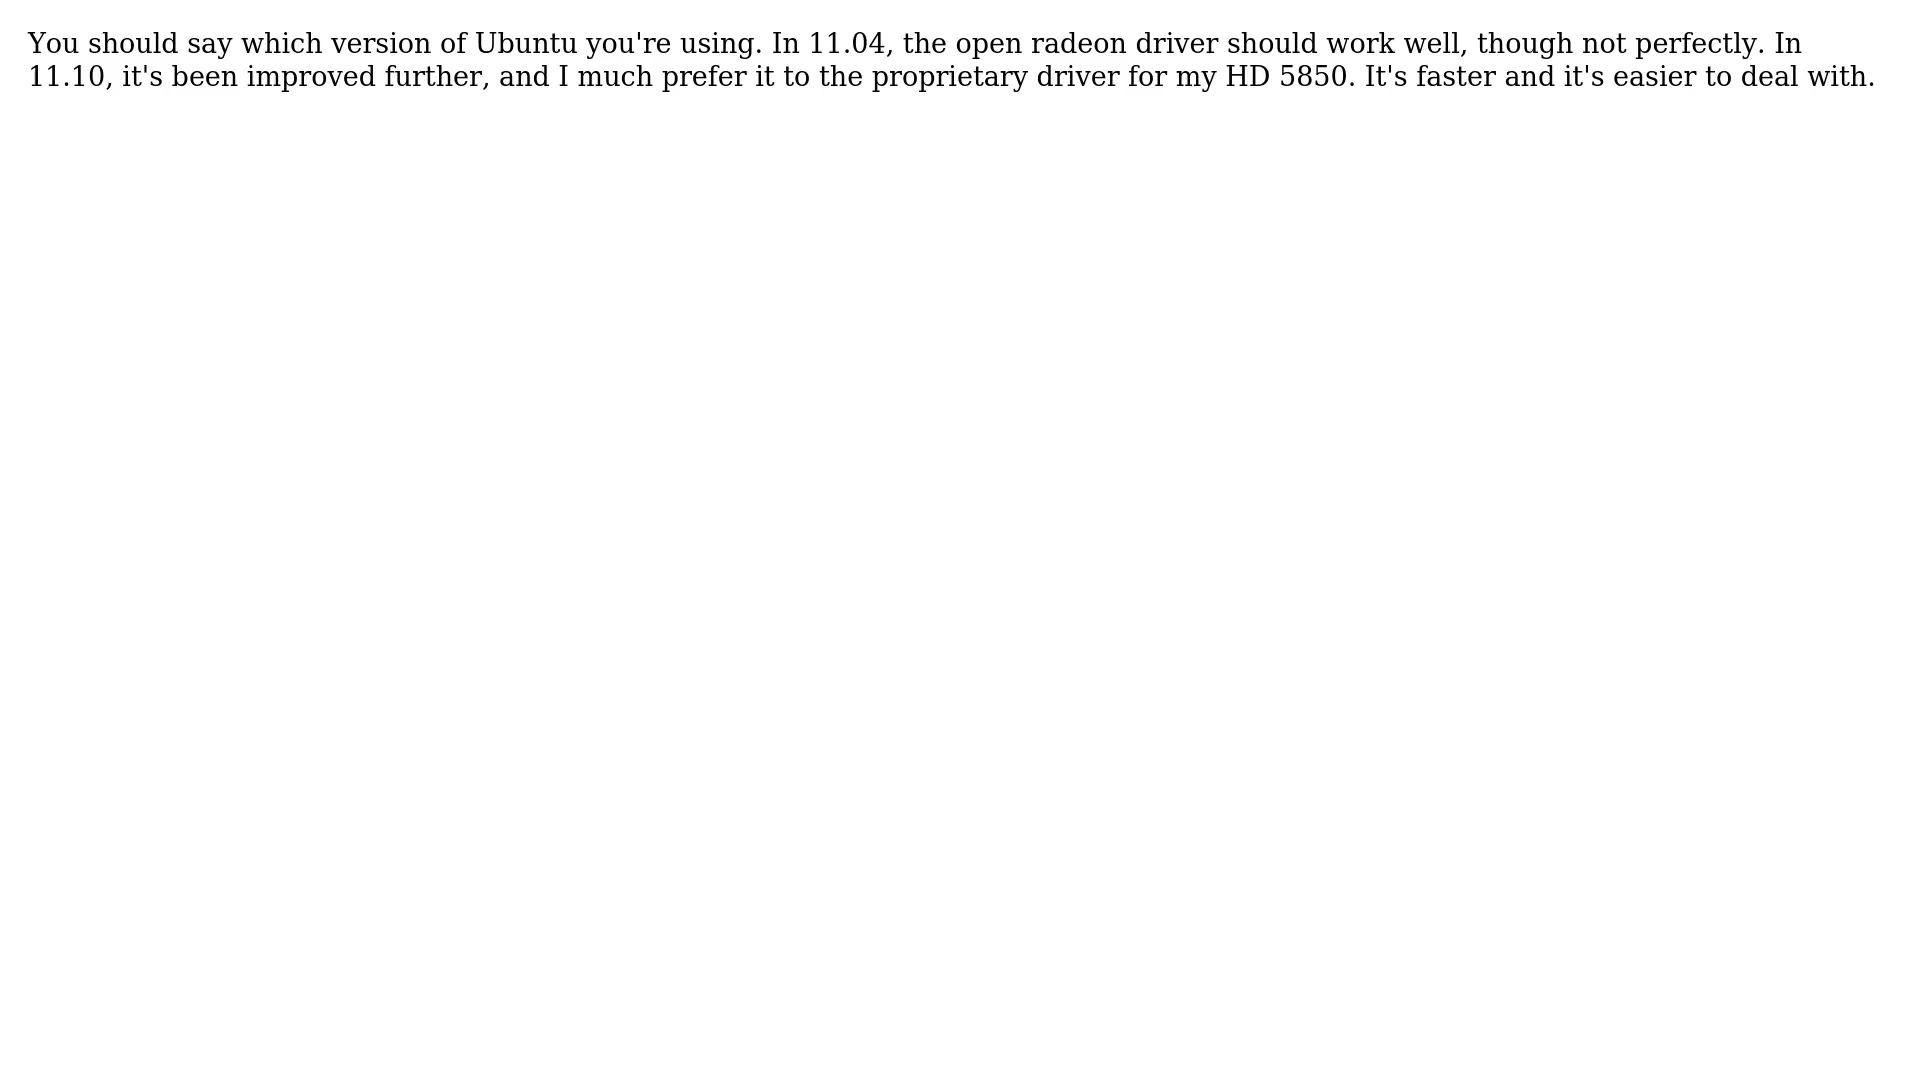 You should say which version of Ubuntu you're using. In 11.04, the open radeon driver should work well, though not perfectly. In
11.10, it's been improved further, and I much prefer it to the proprietary driver for my HD 5850. It's faster and it's easier to deal with.